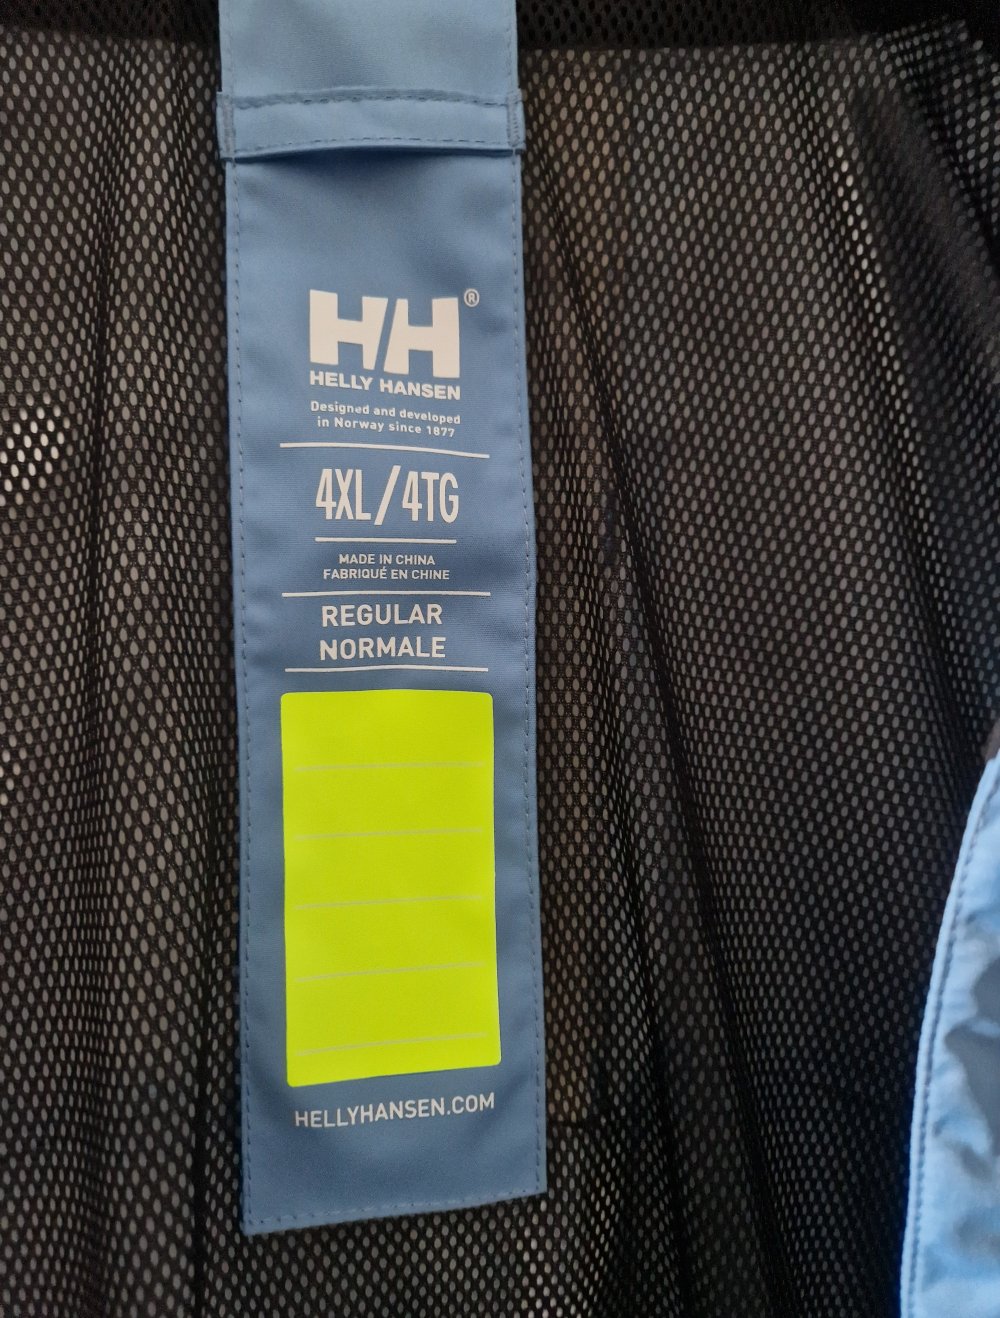 HH®
HELLY HANSEN
Designed and developed
in Norway since 1877
4XL/4TG
MADE IN CHINA
FABRIQUÉ EN CHINE
REGULAR
NORMALE
HELLYHANSEN.COM